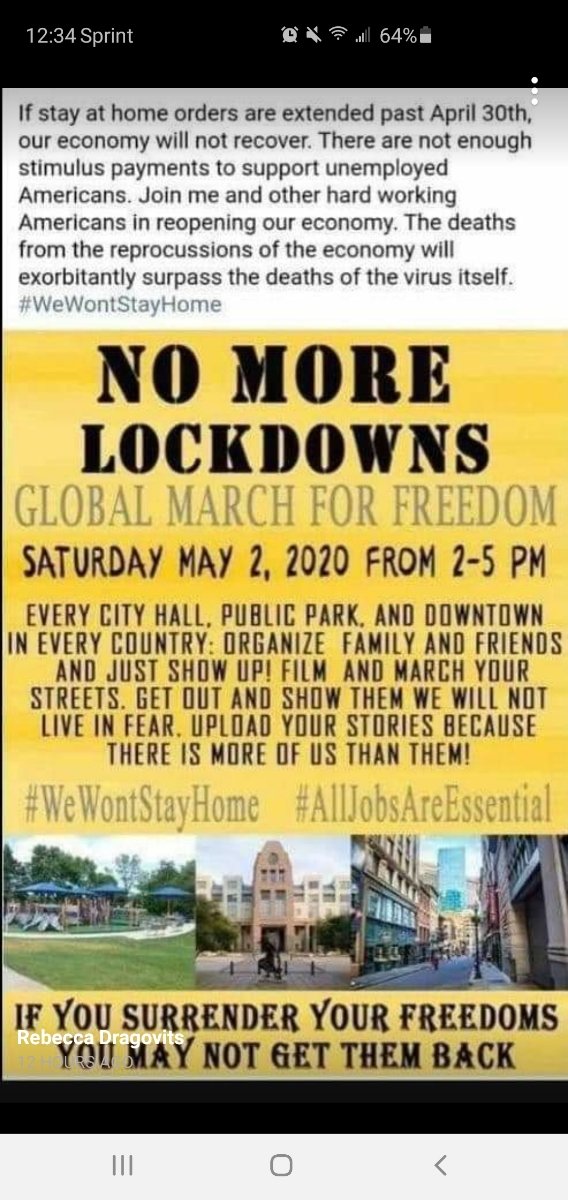 12:34 Sprint 64%
If stay at home orders are extended past April 30th,
our economy will not recover. There are not enough
stimulus payments to support unemployed
Americans. Join me and other hard working
Americans in reopening our economy. The deaths
from the reprocussions of the economy will
exorbitantly surpass the deaths of the virus itself.
#WeWontStayHome
NO MORE
LOCKDOWNS
GLOBAL MARCH FOR FREEDOM
SATURDAY MAY 2, 2020 FROM 2-5 PM
EVERY CITY HALL, PUBLIC PARK, AND DOWNTOWN
IN EVERY COUNTRY: ORGANIZE FAMILY AND FRIENDS
AND JUST SHOW UP! FILM AND MARCH YOUR
STREETS. GET OUT AND SHOW THEM WE WILL NOT
LIVE IN FEAR. UPLOAD YOUR STORIES BECAUSE
THERE IS MORE OF US THAN THEM!
#WeWontStayHome #AllJobsAreEssential
IF YOU SURRENDER YOUR FREEDOMS
Rebecca Dragovits
12 HOURS AGO
MAY NOT GET THEM BACK